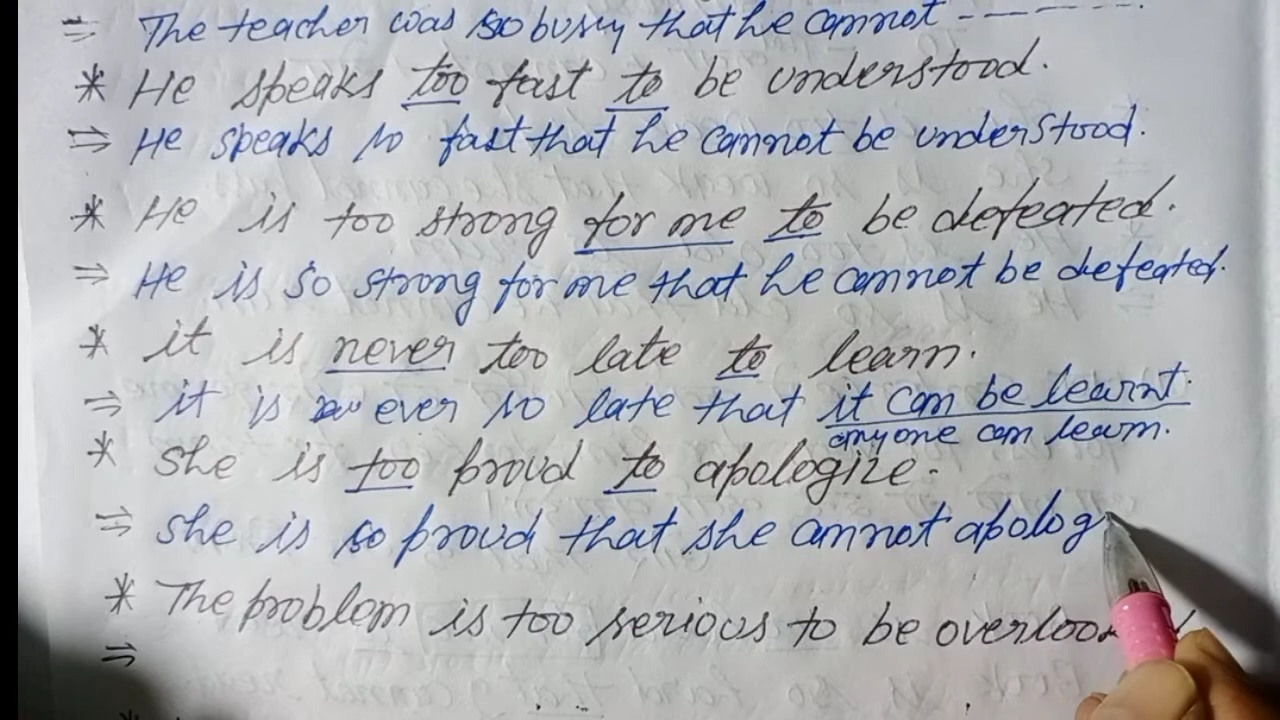 ⇒ The teacher was so busy that he cannot - - - - - - -.
* He speaks too fast to be understood.
⇒ He speaks so fast that he cannot be understood.
* He is too strong for me to be defeated.
⇒ He is so strong for me that he cannot be defeated.
* it is never too late to learn.
⇒ it is ever so late that it can be learnt.
anyone can learn.
* She is too proud to apologize.
⇒ She is so proud that she cannot apolog
* The problem is too serious to be
⇒